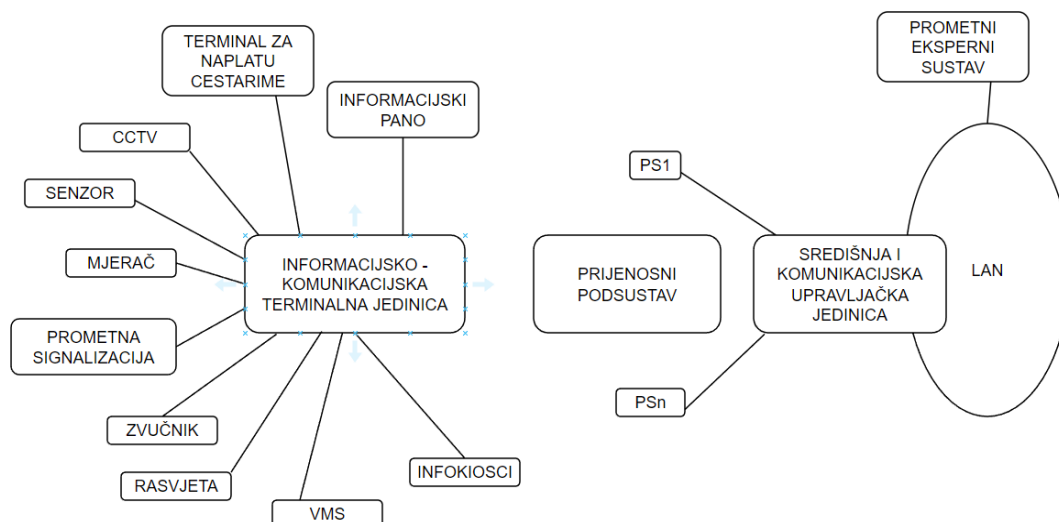 TERMINAL ZA
NAPLATU
CESTARIME
INFORMACIJSKI
PANO
CCTV
SENZOR
MJERAČ
PROMETNA
SIGNALIZACIJA
ZVUČNIK
RASVJETA
VMS
INFOKIOSCI
INFORMACIJSKO -
KOMUNIKACIJSKA
TERMINALNA JEDINICA
PRIJENOSNI
PODSUSTAV
PS1
SREDIŠNJA I
KOMUNIKACIJSKA
UPRAVLJAČKA
JEDINICA
PSn
PROMETNI
EKSPERNI
SUSTAV
LAN